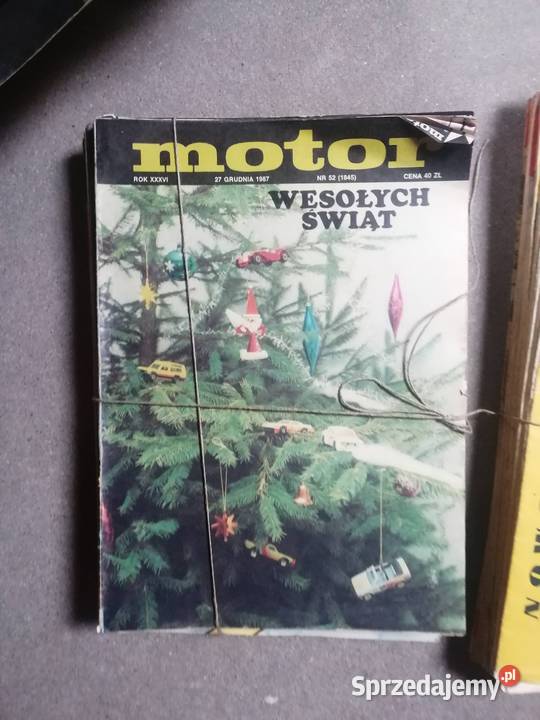 motor
ROK XXXVI 27 GRUDNIA 1987 NR 52 (1845) CENA 40 ZŁ
WESOŁYCH
ŚWIĄT
Sprzedajemy.pl